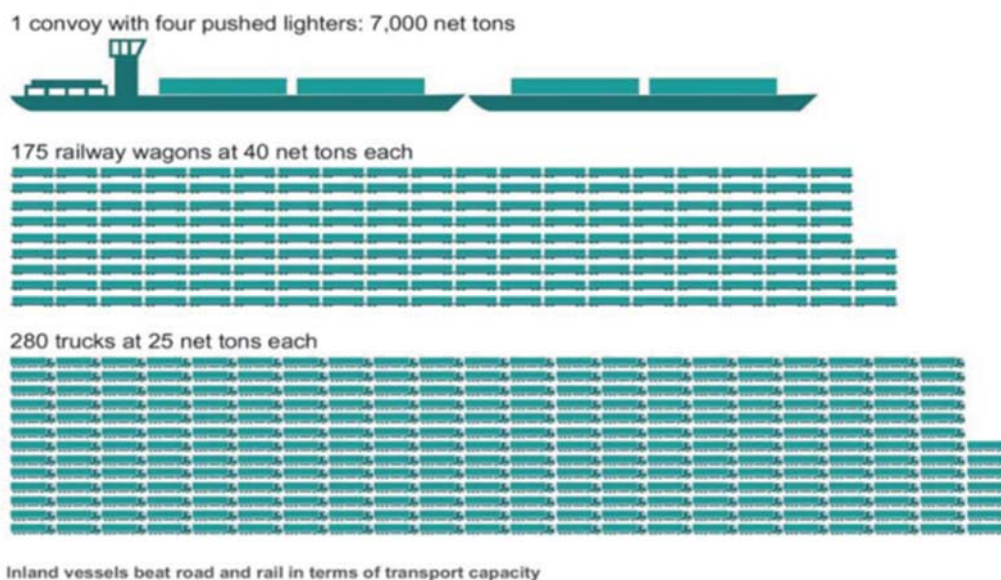 1 convoy with four pushed lighters: 7,000 net tons
175 railway wagons at 40 net tons each
280 trucks at 25 net tons each
Inland vessels beat road and rail in terms of transport capacity